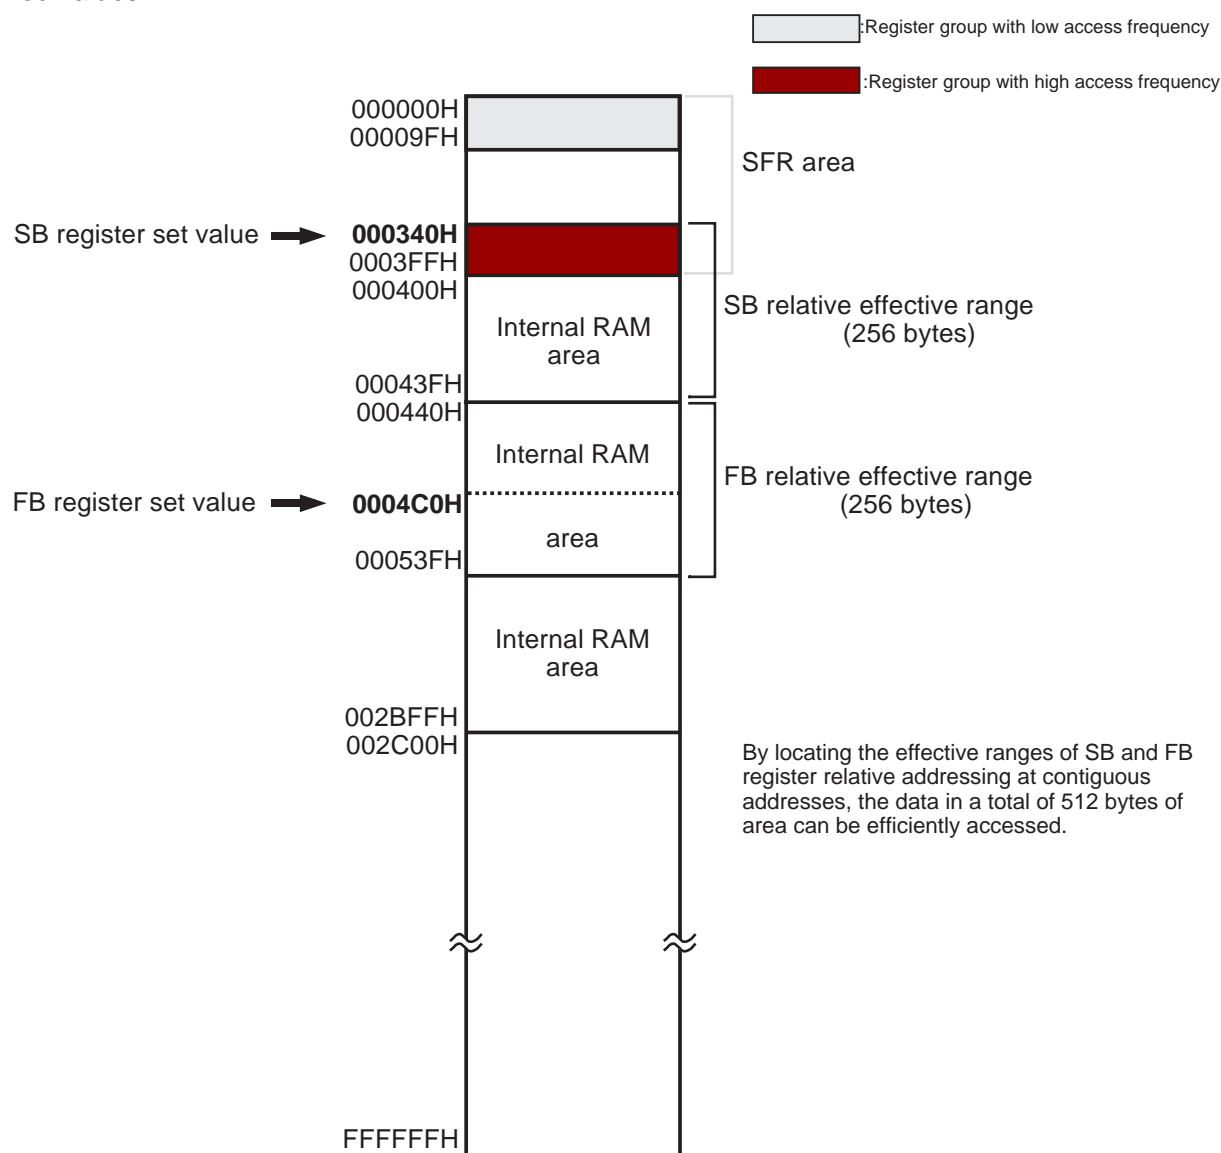 :Register group with low access frequency
:Register group with high access frequency
000000H
00009FH
SFR area
SB register set value
000340H
0003FFH
000400H
SB relative effective range
(256 bytes)
Internal RAM
area
00043FH
000440H
Internal RAM
FB relative effective range
(256 bytes)
FB register set value
0004C0H
area
00053FH
Internal RAM
area
002BFFH
002C00H
By locating the effective ranges of SB and FB
register relative addressing at contiguous
addresses, the data in a total of 512 bytes of
area can be efficiently accessed.
FFFFFFH